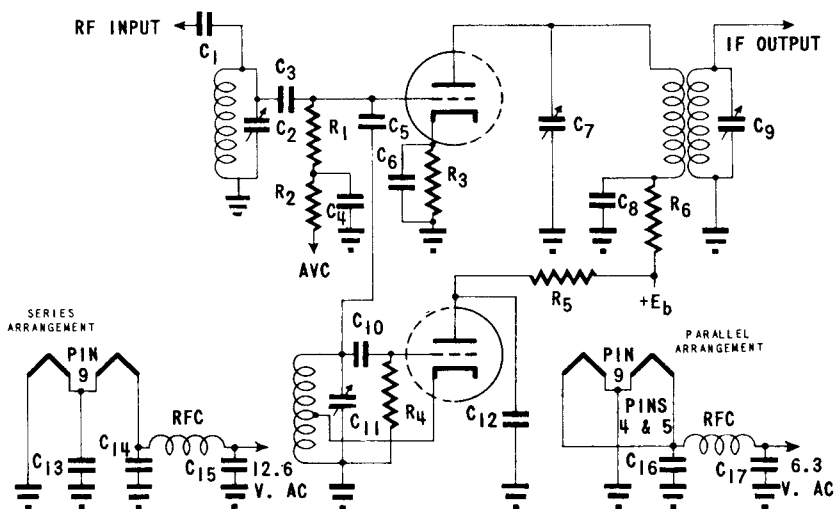 RF INPUT
C1
C2
C3
R1
R2
C4
AVC
C5
C6
R3
C7
IF OUTPUT
C8
R6
C9
R5
+Eb
SERIES
ARRANGEMENT
PIN
9
C13
C14
RFC
C15
12.6
V. AC
C10
C11
R4
C12
PARALLEL
ARRANGEMENT
PIN
9
PINS
4 & 5
C16
RFC
C17
6.3
V. AC